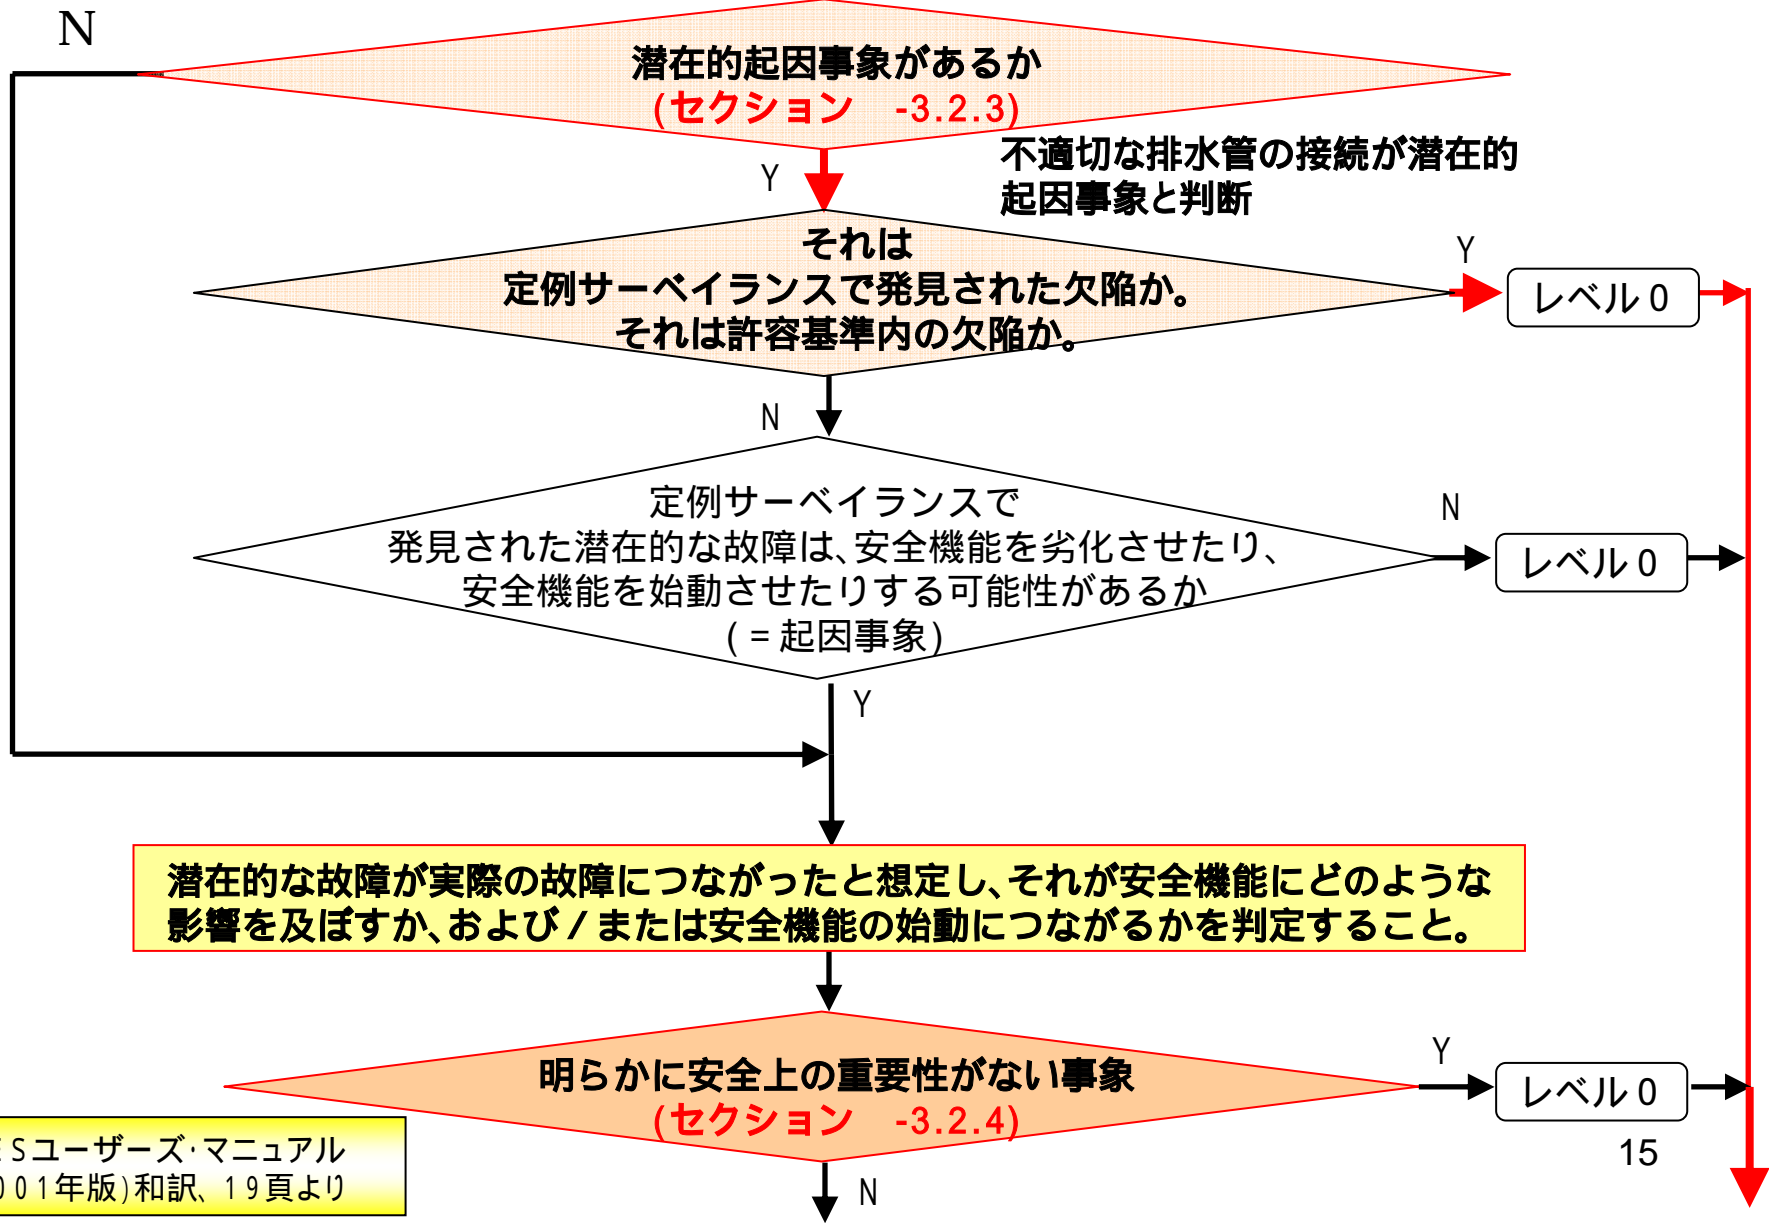 N
潜在的起因事象があるか
(セクション　-3.2.3)
Y
不適切な排水管の接続が潜在的
起因事象と判断
それは
定例サーベイランスで発見された欠陥か。
それは許容基準内の欠陥か。
Y
レベル０
N
定例サーベイランスで
発見された潜在的な故障は、安全機能を劣化させたり、
安全機能を始動させたりする可能性があるか
(＝起因事象)
N
レベル０
Y
潜在的な故障が実際の故障につながったと想定し、それが安全機能にどのような
影響を及ぼすか、および／または安全機能の始動につながるかを判定すること。
明らかに安全上の重要性がない事象
(セクション　-3.2.4)
Y
レベル０
N
Sユーザーズ・マニュアル
001年版)和訳、19頁より
15